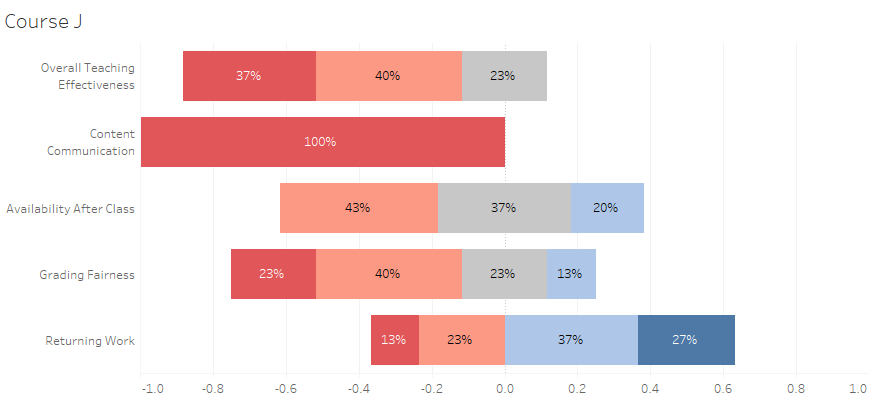 Course J
Overall Teaching
Effectiveness
37% 40% 23%
Content
Communication
100%
Availability After Class
43% 37% 20%
Grading Fairness
23% 40% 23% 13%
Returning Work
13% 23% 37% 27%
-1.0 -0.8 -0.6 -0.4 -0.2 0.0 0.2 0.4 0.6 0.8 1.0